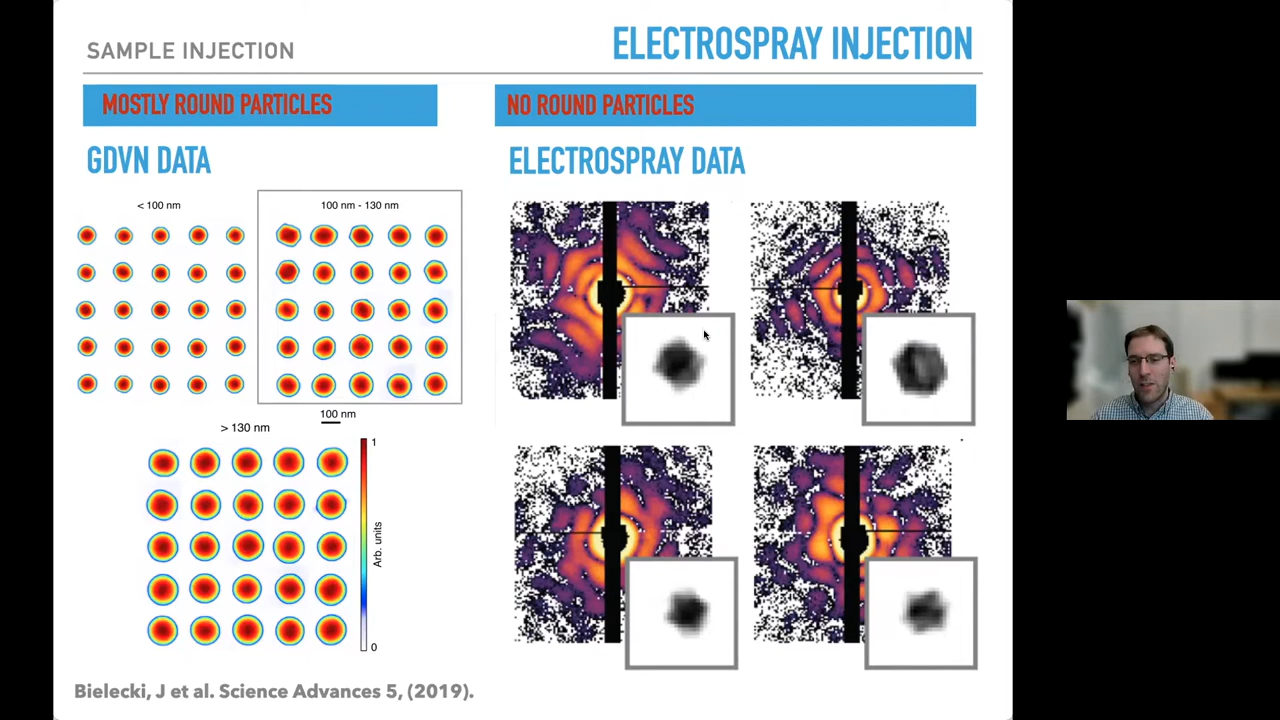 SAMPLE INJECTION
ELECTROSPRAY INJECTION
MOSTLY ROUND PARTICLES
NO ROUND PARTICLES
GDVN DATA
ELECTROSPRAY DATA
< 100 nm
100 nm - 130 nm
100 nm
> 130 nm
1
Arb. units
0
Bielecki, J et al. Science Advances 5, (2019).